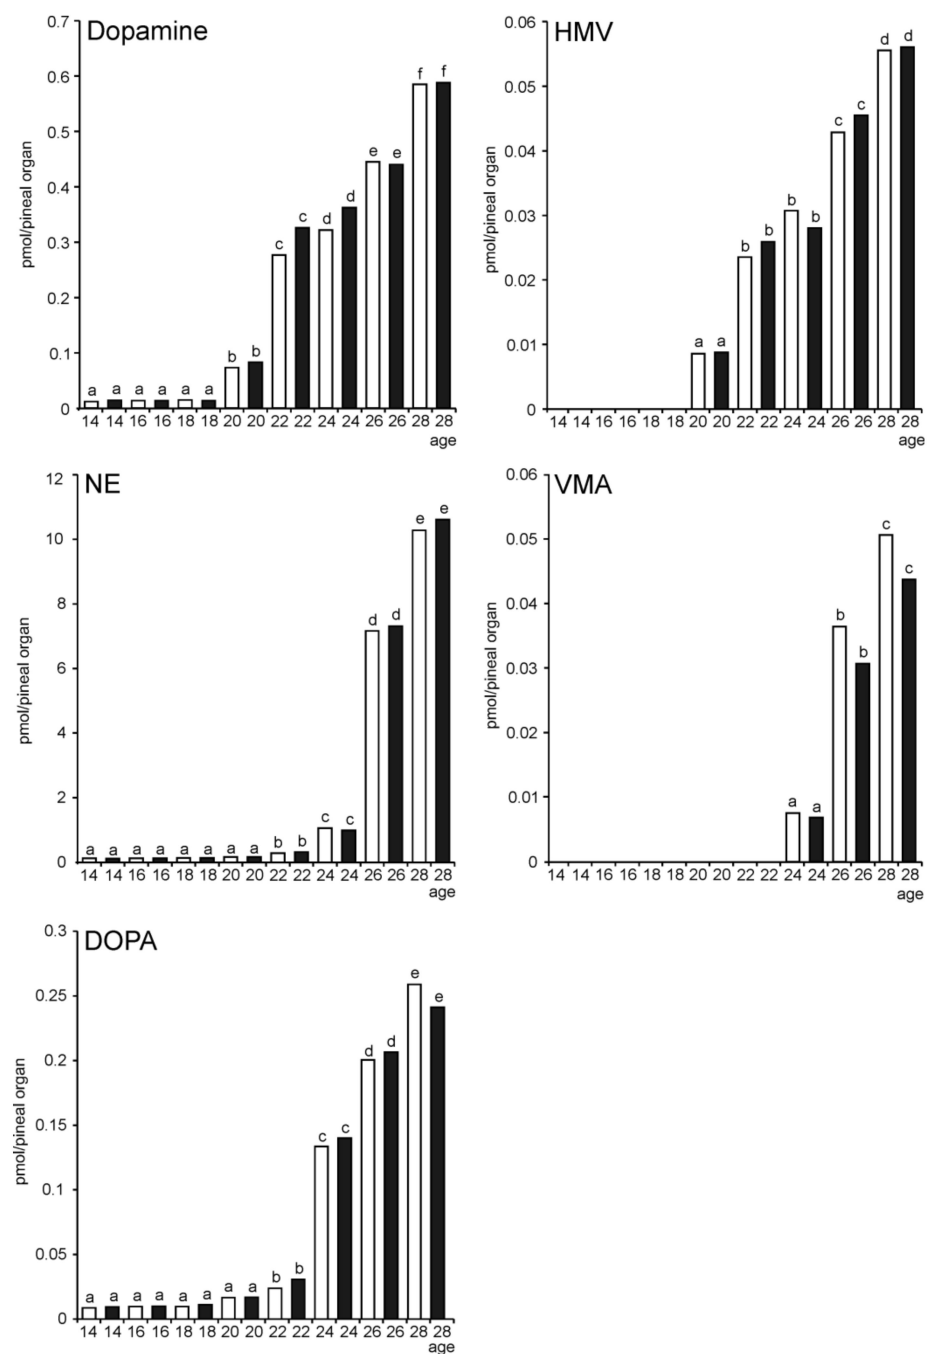 Dopamine
pmol/pineal organ
0.7
0.6
0.5
0.4
0.3
0.2
0.1
0
a a a a a a b b c c d d e e f f
14 14 16 16 18 18 20 20 22 22 24 24 26 26 28 28
age
HMV
pmol/pineal organ
0.06
0.05
0.04
0.03
0.02
0.01
0
a a b b b b c c d d
14 14 16 16 18 18 20 20 22 22 24 24 26 26 28 28
age
NE
pmol/pineal organ
12
10
8
6
4
2
0
a a a a a a a a b b c c d d e e
14 14 16 16 18 18 20 20 22 22 24 24 26 26 28 28
age
VMA
pmol/pineal organ
0.06
0.05
0.04
0.03
0.02
0.01
0
a a b b c c
14 14 16 16 18 18 20 20 22 22 24 24 26 26 28 28
age
DOPA
pmol/pineal organ
0.3
0.25
0.2
0.15
0.1
0.05
0
a a a a a a a a b b c c d d e e
14 14 16 16 18 18 20 20 22 22 24 24 26 26 28 28
age